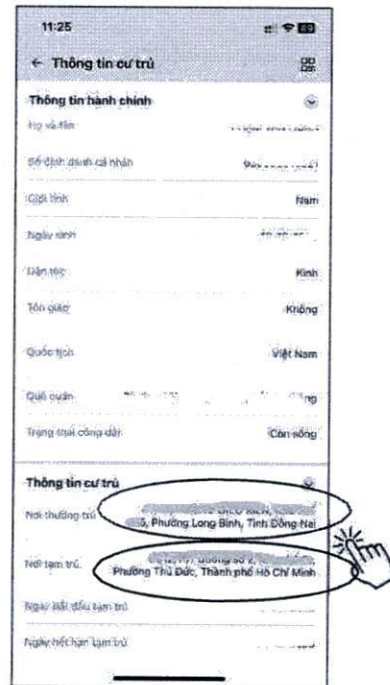 11:25
← Thông tin cư trú
Thông tin hành chính
Họ và tên
Số định danh cá nhân
Giới tính Nam
Ngày sinh
Dân tộc Kinh
Tôn giáo Không
Quốc tịch Việt Nam
Quê quán
Trạng thái công dân Còn sống
Thông tin cư trú
Nơi thường trú
Phường Long Bình, Tỉnh Đồng Nai
Nơi tạm trú
Phường Thủ Đức, Thành phố Hồ Chí Minh
Ngày bắt đầu tạm trú
Ngày hết hạn tạm trú